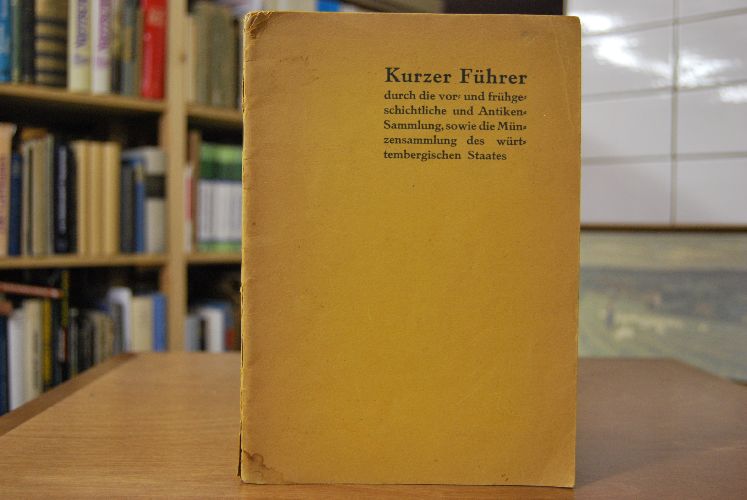 Kurzer Führer
durch die vor- und frühge-
schichtliche und Antiken-
Sammlung, sowie die Mün-
zensammlung des würt-
tembergischen Staates